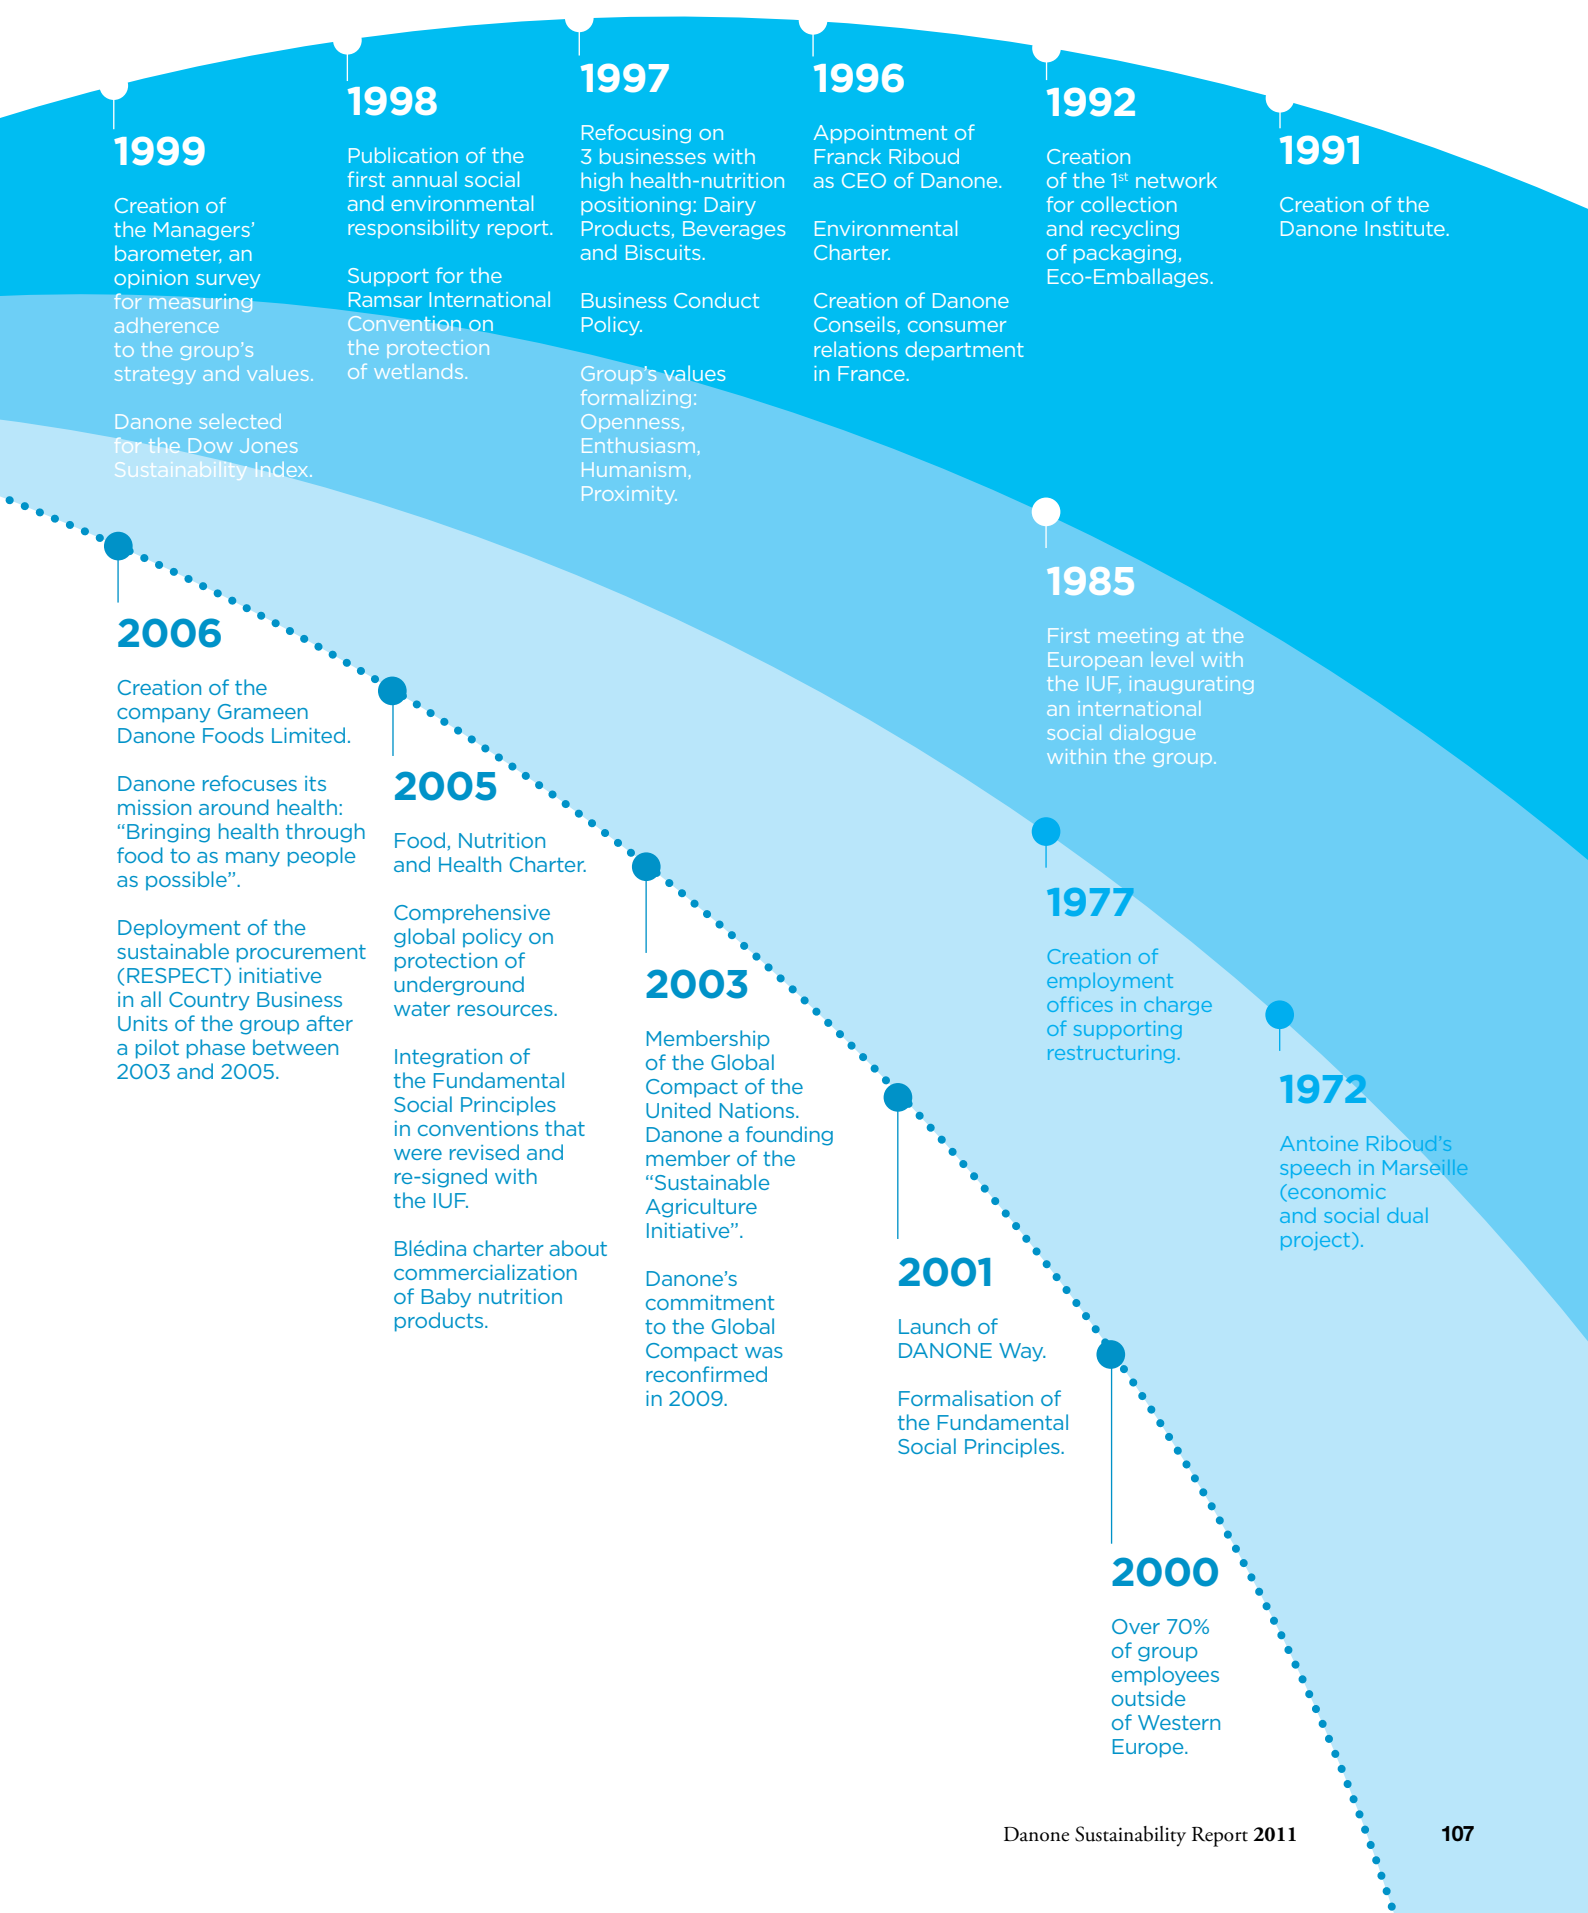 1999
Creation of
the Managers’
barometer, an
opinion survey
for measuring
adherence
to the group’s
strategy and values.
Danone selected
for the Dow Jones
Sustainability Index.
1998
Publication of the
first annual social
and environmental
responsibility report.
Support for the
Ramsar International
Convention on
the protection
of wetlands.
1997
Refocusing on
3 businesses with
high health-nutrition
positioning: Dairy
Products, Beverages
and Biscuits.
Business Conduct
Policy.
Group’s values
formalizing:
Openness,
Enthusiasm,
Humanism,
Proximity.
1996
Appointment of
Franck Riboud
as CEO of Danone.
Environmental
Charter.
Creation of Danone
Conseils, consumer
relations department
in France.
1992
Creation
of the 1st network
for collection
and recycling
of packaging,
Eco-Emballages.
1991
Creation of the
Danone Institute.
1985
First meeting at the
European level with
the IUF, inaugurating
an international
social dialogue
within the group.
1977
Creation of
employment
offices in charge
of supporting
restructuring.
1972
Antoine Riboud’s
speech in Marseille
(economic
and social dual
project).
2006
Creation of the
company Grameen
Danone Foods Limited.
Danone refocuses its
mission around health:
“Bringing health through
food to as many people
as possible”.
Deployment of the
sustainable procurement
(RESPECT) initiative
in all Country Business
Units of the group after
a pilot phase between
2003 and 2005.
2005
Food, Nutrition
and Health Charter.
Comprehensive
global policy on
protection of
underground
water resources.
Integration of
the Fundamental
Social Principles
in conventions that
were revised and
re-signed with
the IUF.
Blédina charter about
commercialization
of Baby nutrition
products.
2003
Membership
of the Global
Compact of the
United Nations.
Danone a founding
member of the
“Sustainable
Agriculture
Initiative”.
Danone’s
commitment
to the Global
Compact was
reconfirmed
in 2009.
2001
Launch of
DANONE Way.
Formalisation of
the Fundamental
Social Principles.
2000
Over 70%
of group
employees
outside
of Western
Europe.
Danone Sustainability Report 2011
107